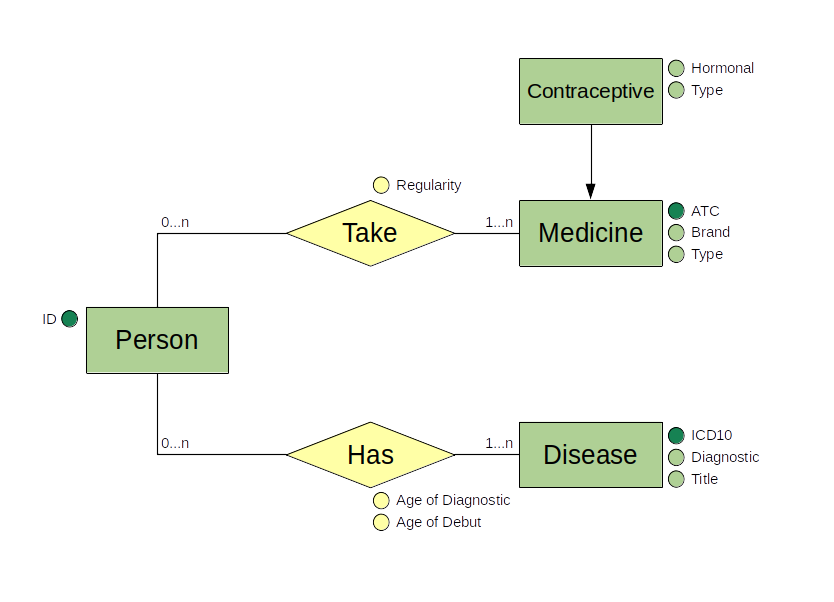 Contraceptive
Hormonal
Type
Regularity
0...n
Take
1...n
Medicine
ATC
Brand
Type
ID
Person
0...n
Has
1...n
Disease
ICD10
Diagnostic
Title
Age of Diagnostic
Age of Debut